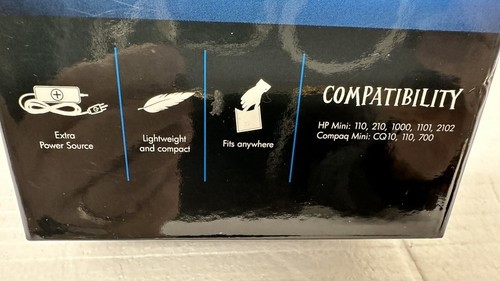 Extra
Power Source
Lightweight
and compact
Fits anywhere
COMPATIBILITY
HP Mini: 110, 210, 1000, 1101, 2102
Compaq Mini: CQ10, 110, 700